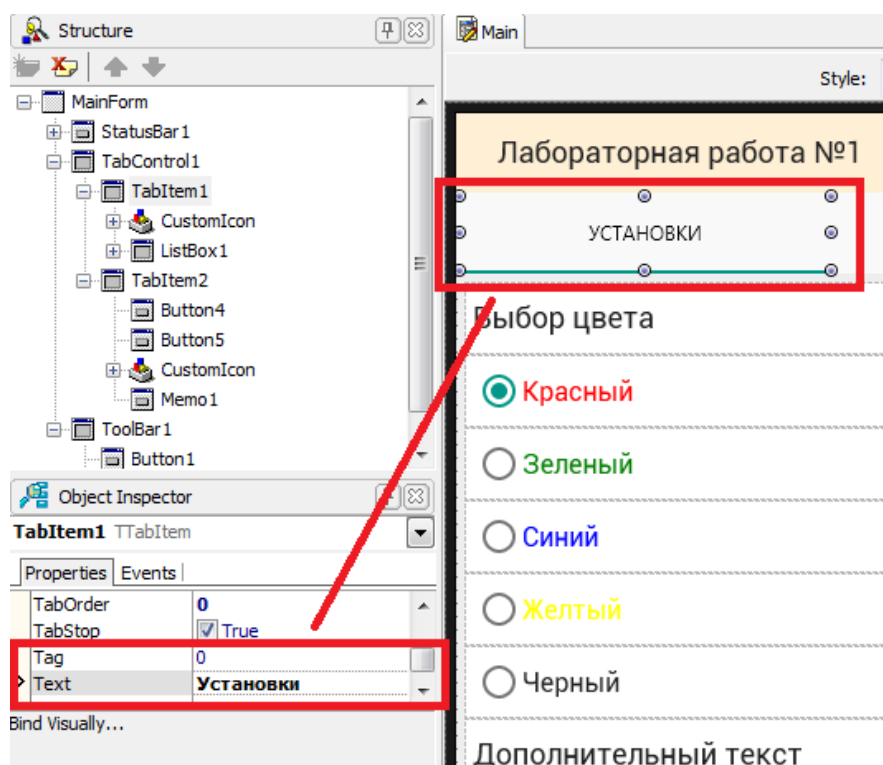 Structure
MainForm
StatusBar1
TabControl1
TabItem1
CustomIcon
ListBox1
TabItem2
Button4
Button5
CustomIcon
Memo1
ToolBar1
Button1
Object Inspector
TabItem1 TTabItem
Properties Events
TabOrder 0
TabStop True
Tag 0
Text Установки
Bind Visually...
Main
Style:
Лабораторная работа №1
УСТАНОВКИ
Выбор цвета
Красный
Зеленый
Синий
Желтый
Черный
Дополнительный текст